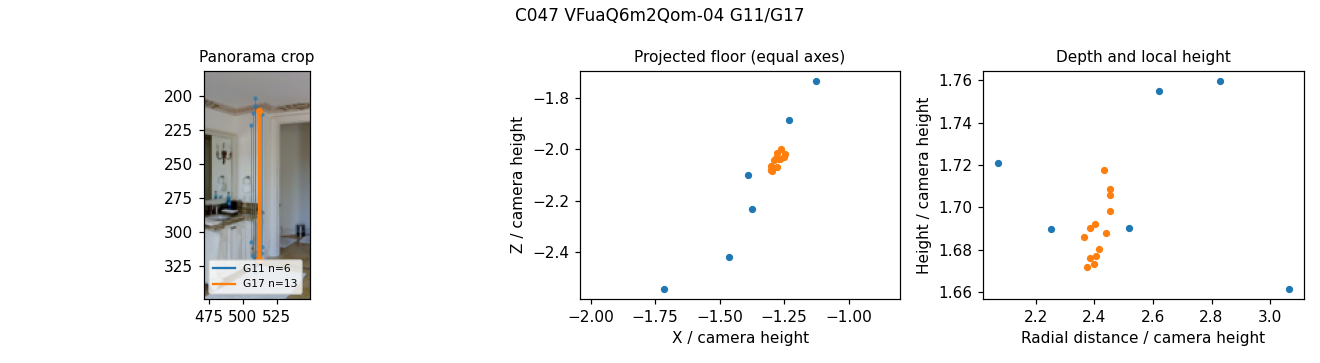 C047 VFuaQ6m2Qom-04 G11/G17
Panorama crop
200
225
250
275
300
325
475 500 525
G11 n=6
G17 n=13
Projected floor (equal axes)
Z / camera height
−1.8
−2.0
−2.2
−2.4
−2.00 −1.75 −1.50 −1.25 −1.00
X / camera height
Depth and local height
Height / camera height
1.76
1.74
1.72
1.70
1.68
1.66
2.2 2.4 2.6 2.8 3.0
Radial distance / camera height